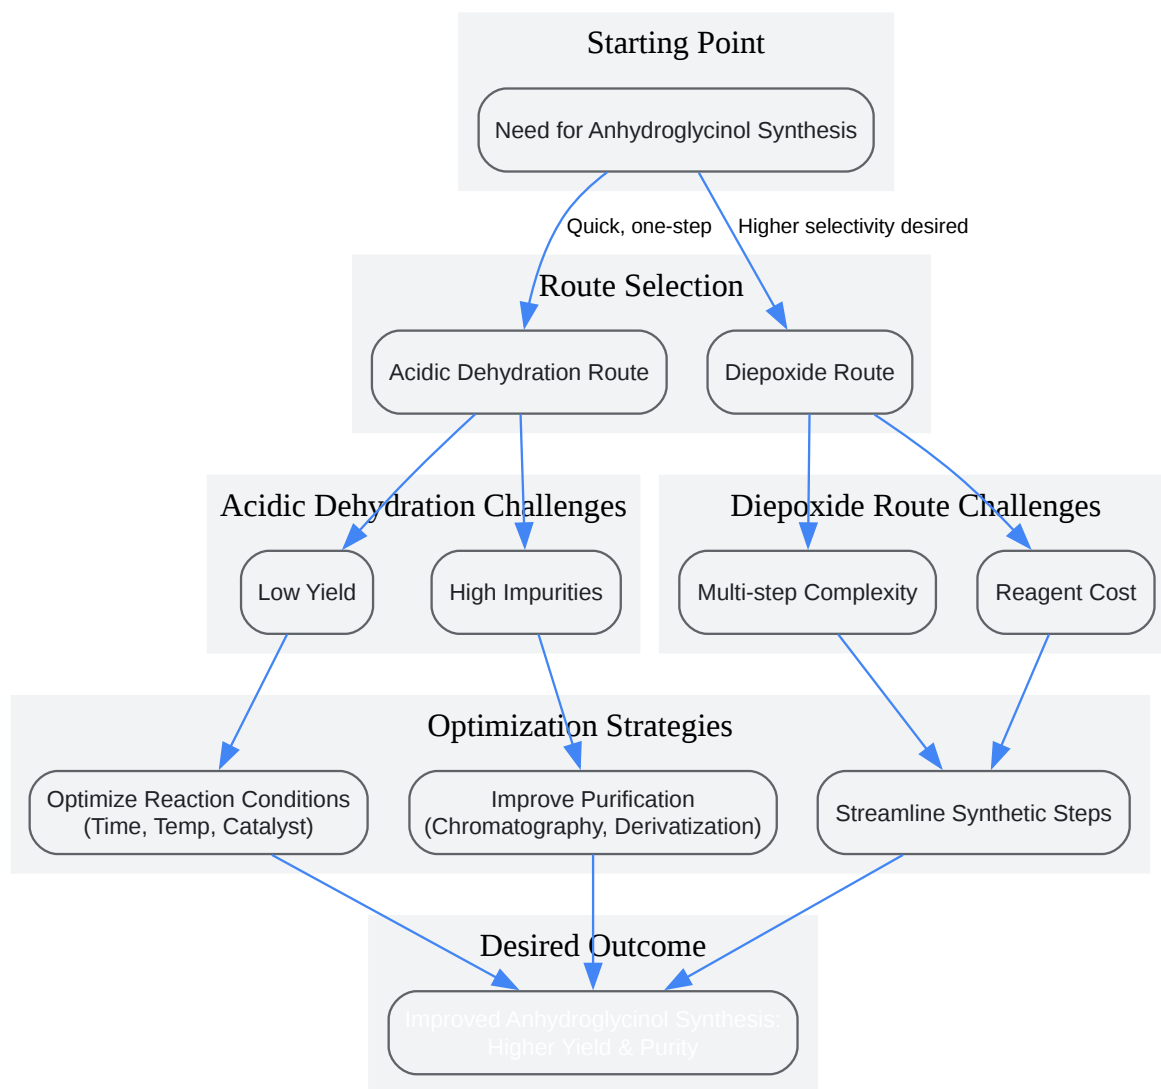 Starting Point
Need for Anhydroglycinol Synthesis
Quick, one-step
Higher selectivity desired
Route Selection
Acidic Dehydration Route
Diepoxide Route
Acidic Dehydration Challenges
Diepoxide Route Challenges
Low Yield
High Impurities
Multi-step Complexity
Reagent Cost
Optimization Strategies
Optimize Reaction Conditions
(Time, Temp, Catalyst)
Improve Purification
(Chromatography, Derivatization)
Streamline Synthetic Steps
Desired Outcome
Improved Anhydroglycinol Synthesis:
Higher Yield & Purity